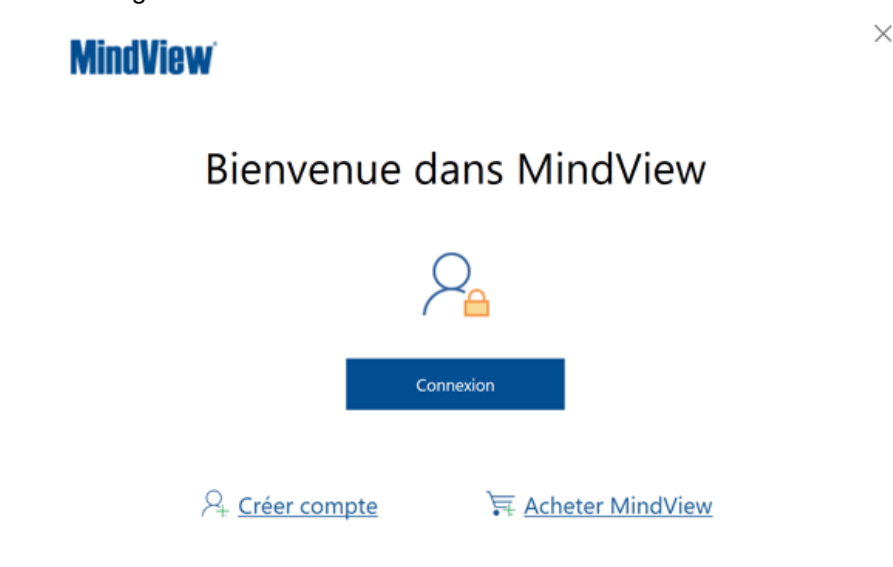 MindView
Bienvenue dans MindView
Connexion
Créer compte
Acheter MindView